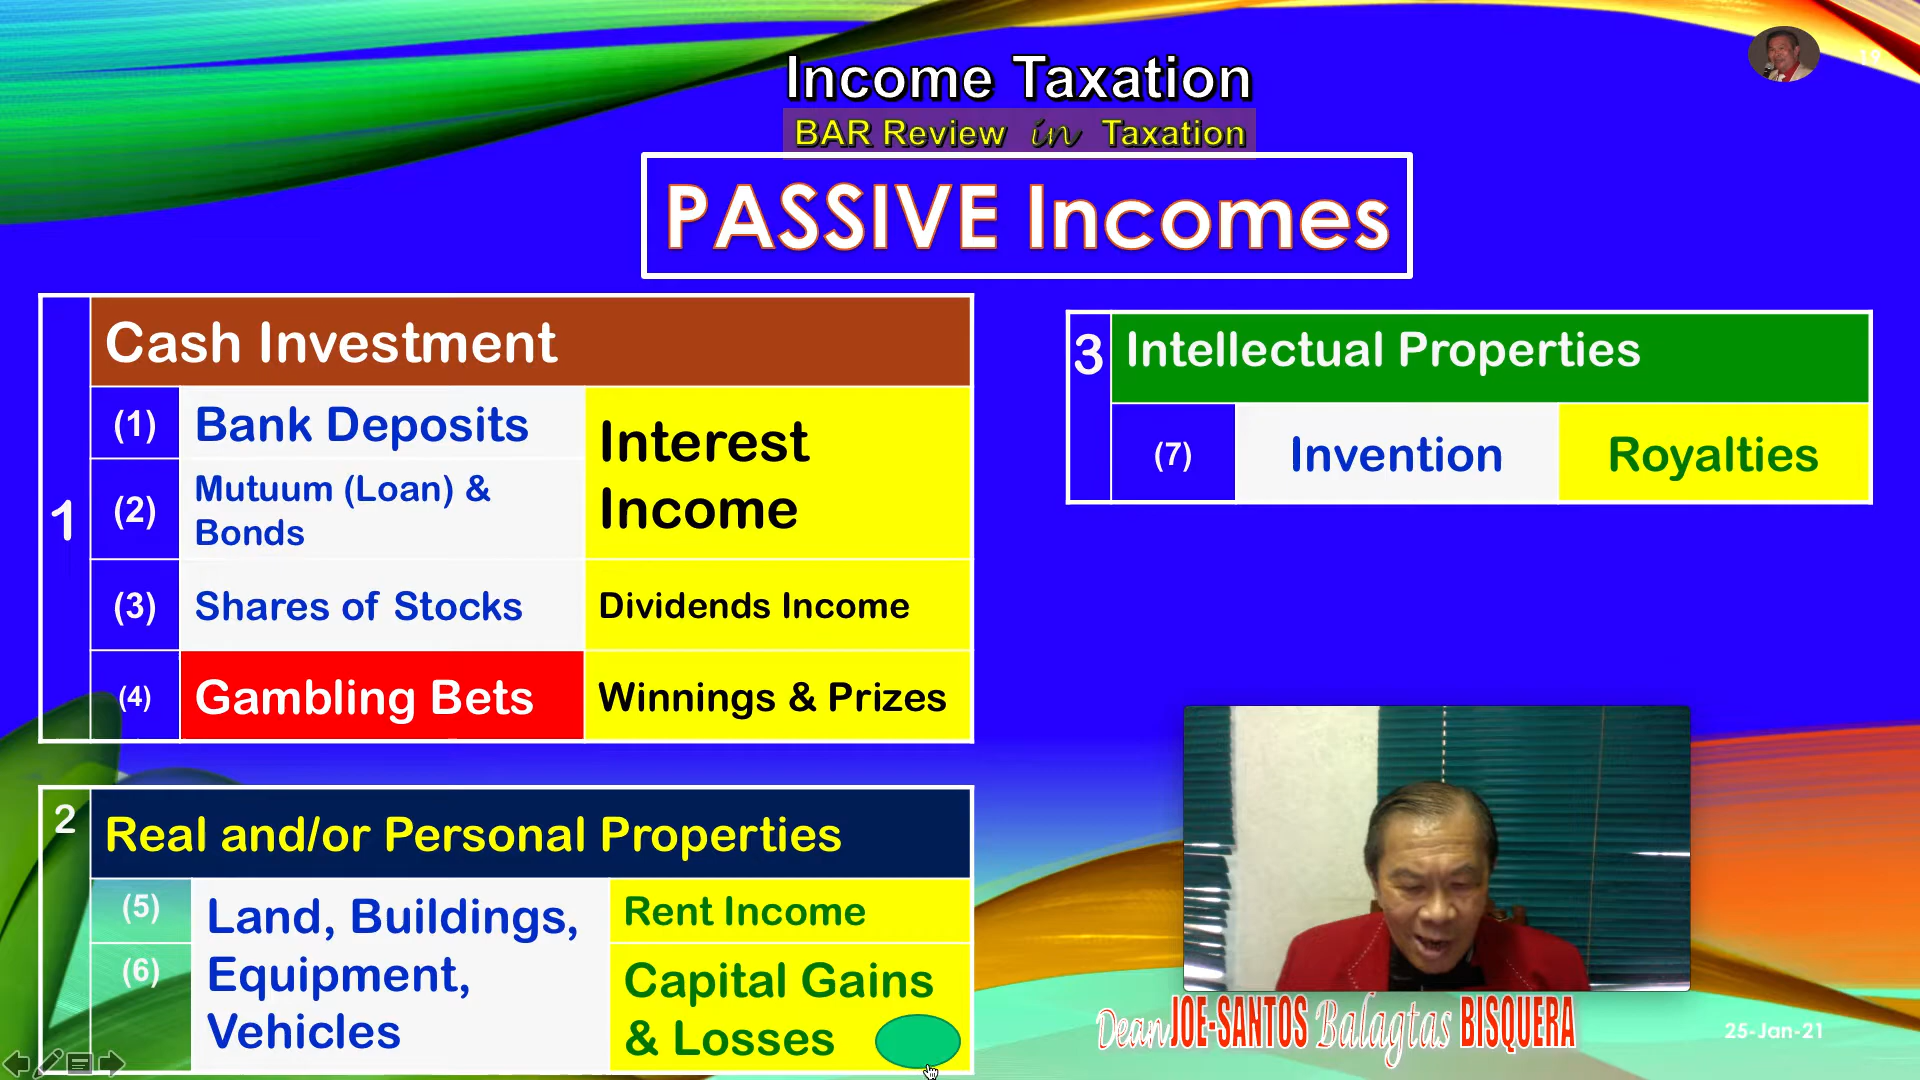 19
Income Taxation
BAR Review in Taxation
PASSIVE Incomes
1
Cash Investment
(1) Bank Deposits
Interest
Income
(2) Mutuum (Loan) &
Bonds
(3) Shares of Stocks Dividends Income
(4) Gambling Bets Winnings & Prizes
2 Real and/or Personal Properties
(5) Land, Buildings,
Equipment,
Vehicles
Rent Income
(6) Capital Gains
& Losses
3 Intellectual Properties
(7) Invention Royalties
Dean JOE-SANTOS Balagtas BISQUERA
25-Jan-21